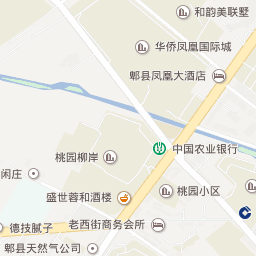 和韵美联墅
华侨凤凰国际城
郫县凤凰大酒店
中国农业银行
桃园柳岸
闲庄
桃园小区
盛世蓉和酒楼
老西街商务会所
德技腻子
郫县天然气公司